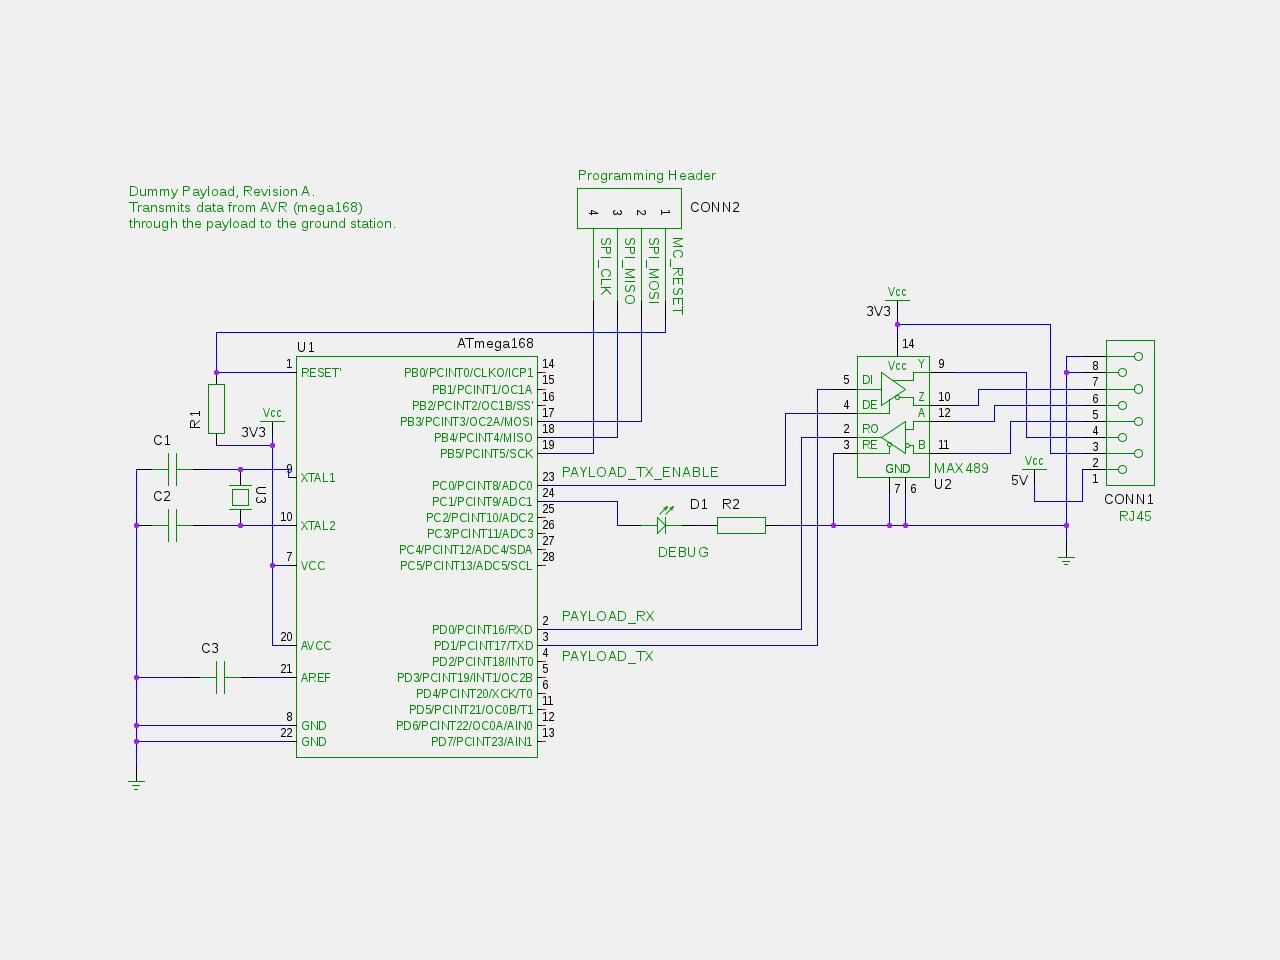 Programming Header
4 3 2 1
CONN2
Dummy Payload, Revision A.
Transmits data from AVR (mega168)
through the payload to the ground station.
SPI_CLK
SPI_MISO
SPI_MOSI
MC_RESET
U1
ATmega168
1 RESET'
R1
Vcc
3V3
C1
9 XTAL1
C2
U3
10 XTAL2
7 VCC
20 AVCC
C3
21 AREF
8 GND
22 GND
PB0/PCINT0/CLKO/ICP1 14
PB1/PCINT1/OC1A 15
PB2/PCINT2/OC1B/SS' 16
PB3/PCINT3/OC2A/MOSI 17
PB4/PCINT4/MISO 18
PB5/PCINT5/SCK 19
PC0/PCINT8/ADC0 23
PC1/PCINT9/ADC1 24
PC2/PCINT10/ADC2 25
PC3/PCINT11/ADC3 26
PC4/PCINT12/ADC4/SDA 27
PC5/PCINT13/ADC5/SCL 28
PD0/PCINT16/RXD 2
PD1/PCINT17/TXD 3
PD2/PCINT18/INT0 4
PD3/PCINT19/INT1/OC2B 5
PD4/PCINT20/XCK/T0 6
PD5/PCINT21/OC0B/T1 11
PD6/PCINT22/OC0A/AIN0 12
PD7/PCINT23/AIN1 13
PAYLOAD_TX_ENABLE
D1
R2
DEBUG
PAYLOAD_RX
PAYLOAD_TX
Vcc
3V3
14
Vcc
5 DI
4 DE
2 RO
3 RE
Y 9
Z 10
A 12
B 11
GND
7 6
MAX489
U2
Vcc
5V
8
7
6
5
4
3
2
1
CONN1
RJ45